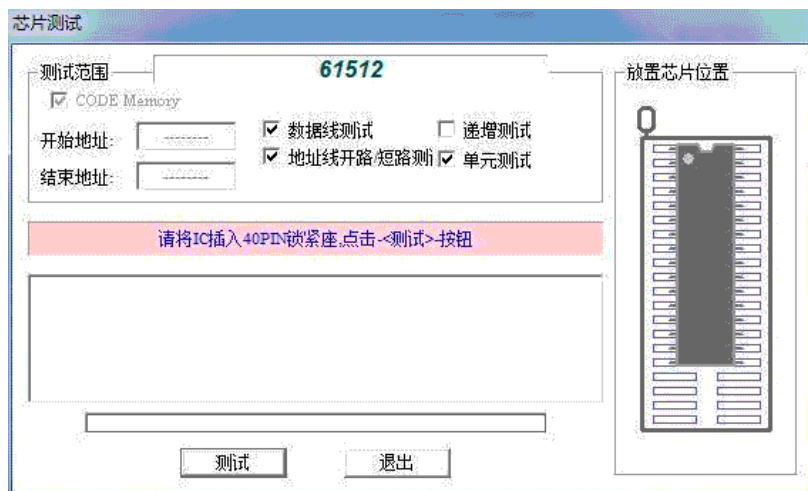 芯片测试
测试范围
61512
放置芯片位置
CODE Memory
开始地址:
数据线测试
递增测试
地址线开路/短路测
单元测试
结束地址:
请将IC插入40PIN锁紧座,点击-<测试>-按钮
测试
退出